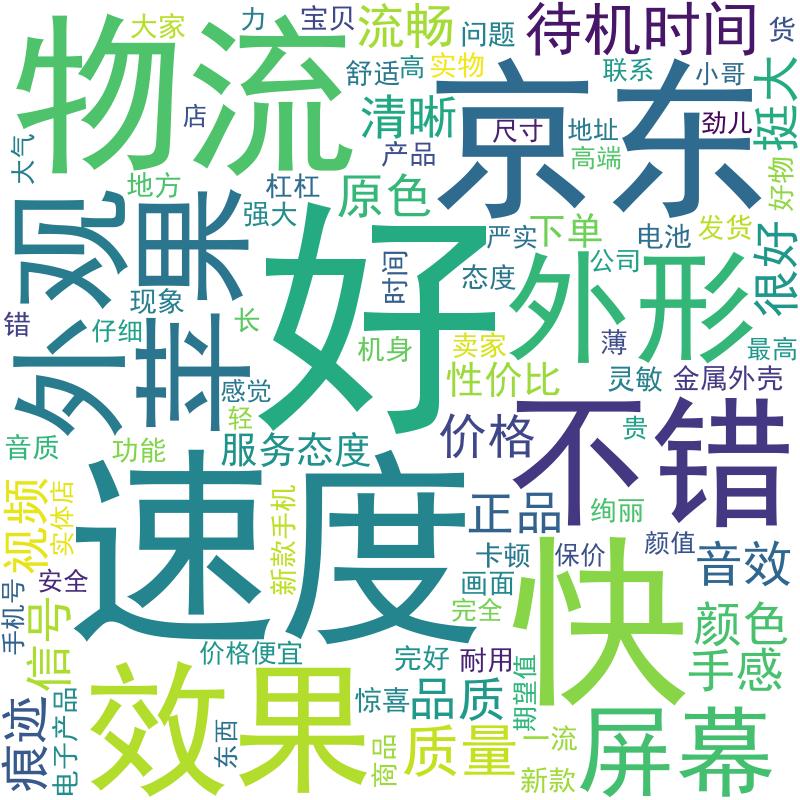 大家
力
宝贝
流畅
问题
待机时间
货
物流
舒适
高
实物
联系
小哥
挺大
店
清晰
京东
尺寸
地址
劲儿
大气
产品
高端
好物
地方
杠杠
原色
外观
苹果
强大
严实
下单
电池
发货
好
时间
态度
公司
外形
很好
现象
错
仔细
长
机身
卖家
薄
最高
感觉
性价比
灵敏
金属外壳
轻
音质
功能
服务态度
价格
不错
贵
速度
视频
实体店
新款手机
正品
绚丽
手机号
安全
卡顿
保价
颜值
音效
信号
画面
快
完全
颜色
价格便宜
完好
耐用
期望值
手感
痕迹
电子产品
效果
惊喜
品质
屏幕
东西
商品
质量
一流
新款